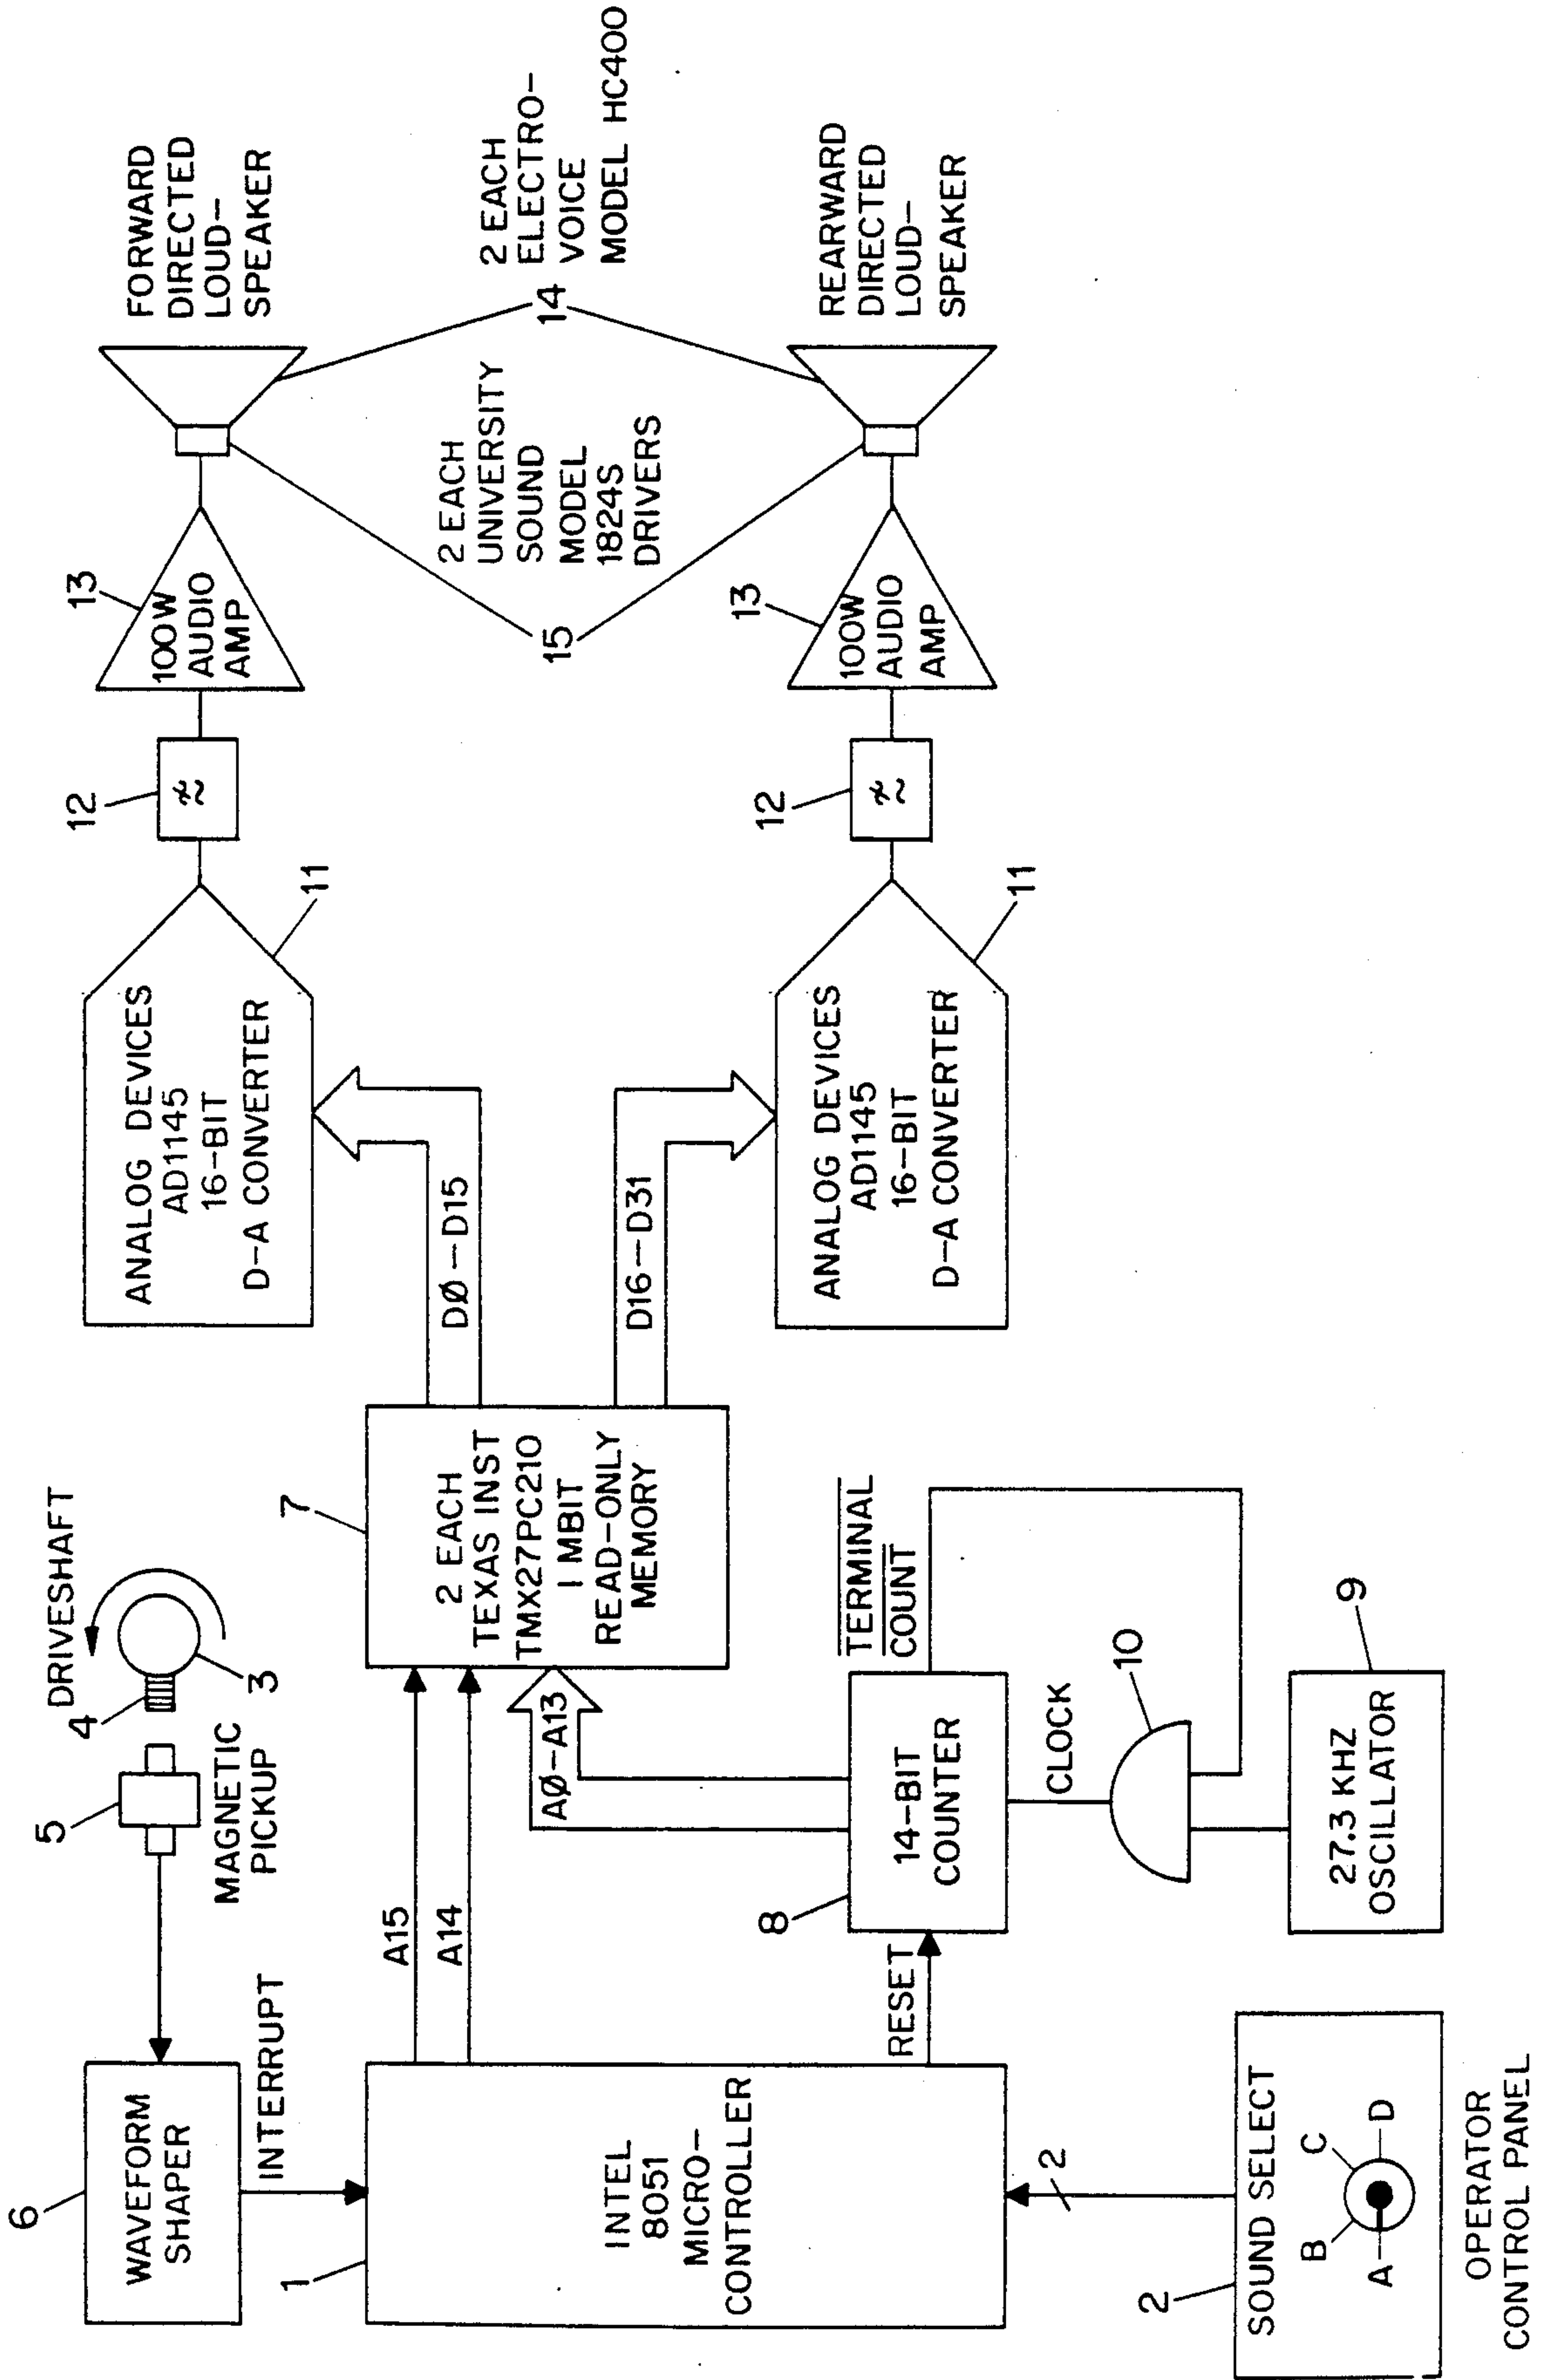 6
WAVEFORM
SHAPER
INTERRUPT
5
MAGNETIC
PICKUP
4
DRIVESHAFT
3
1
INTEL
8051
MICRO-
CONTROLLER
A15
A14
RESET
2
2
SOUND SELECT
A
B
C
D
OPERATOR
CONTROL PANEL
7
2 EACH
TEXAS INST
TMX27PC210
1 MBIT
READ-ONLY
MEMORY
AØ-A13
8
14-BIT
COUNTER
TERMINAL
COUNT
CLOCK
10
9
27.3 KHZ
OSCILLATOR
DØ--D15
D16--D31
ANALOG DEVICES
AD1145
16-BIT
D-A CONVERTER
11
ANALOG DEVICES
AD1145
16-BIT
D-A CONVERTER
11
12
12
13
100W
AUDIO
AMP
13
100W
AUDIO
AMP
15
2 EACH
UNIVERSITY
SOUND
MODEL
1824S
DRIVERS
14
2 EACH
ELECTRO-
VOICE
MODEL HC400
FORWARD
DIRECTED
LOUD-
SPEAKER
REARWARD
DIRECTED
LOUD-
SPEAKER